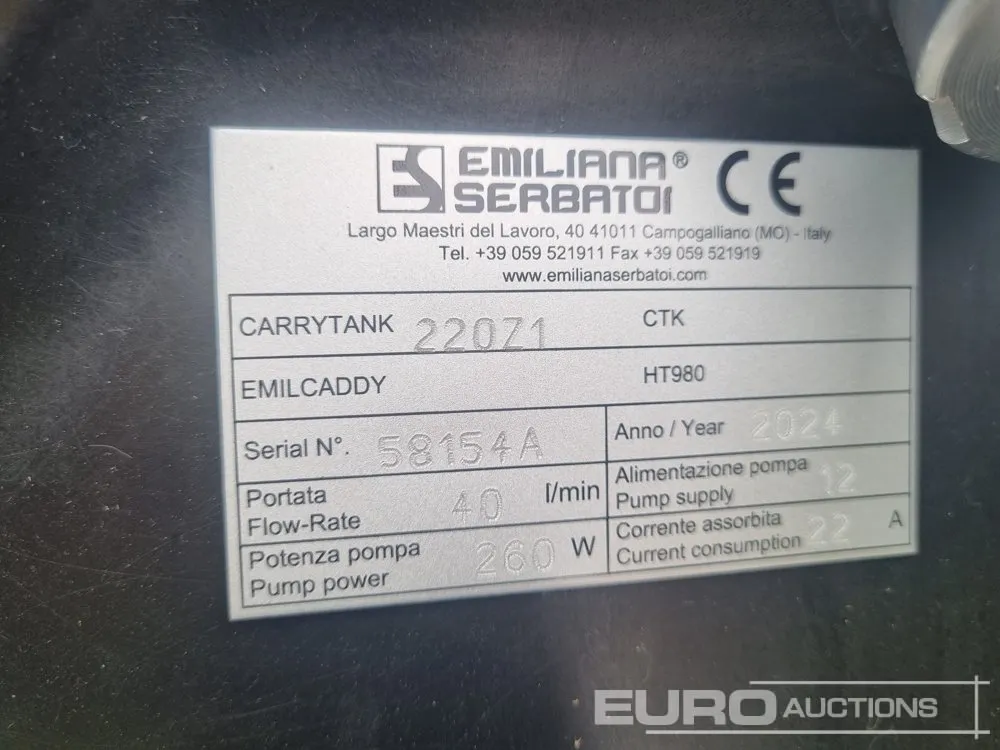 ES EMILIANA® CE
SERBATOI
Largo Maestri del Lavoro, 40 41011 Campogalliano (MO) - Italy
Tel. +39 059 521911 Fax +39 059 521919
www.emilianaserbatoi.com
CARRYTANK 220Z1 CTK
EMILCADDY HT980
Serial N°. 58154A
Anno / Year 2024
Portata
Flow-Rate 40 l/min
Alimentazione pompa
Pump supply 12
Potenza pompa
Pump power 260 W
Corrente assorbita
Current consumption 22 A
EURO AUCTIONS